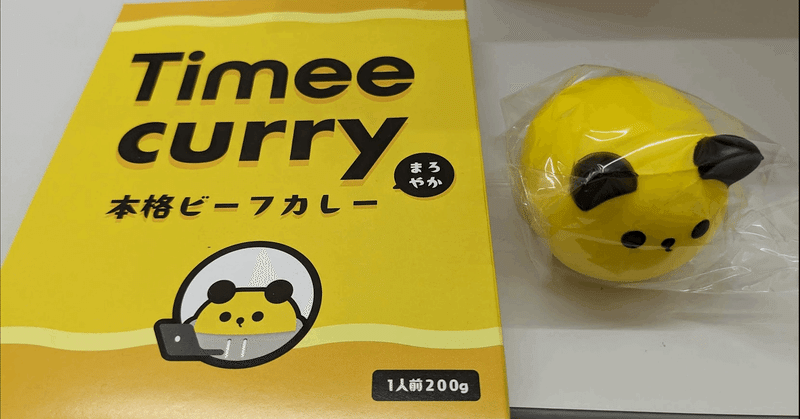 Timee
curry
まろ
やか
本格ビーフカレー
1人前200g